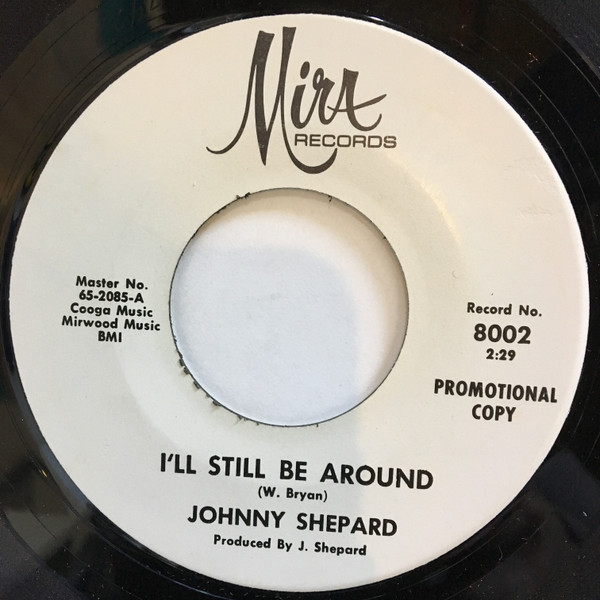 Mira
RECORDS
Master No.
65-2085-A
Cooga Music
Mirwood Music
BMI
Record No.
8002
2:29
PROMOTIONAL
COPY
I'LL STILL BE AROUND
(W. Bryan)
JOHNNY SHEPARD
Produced By J. Shepard